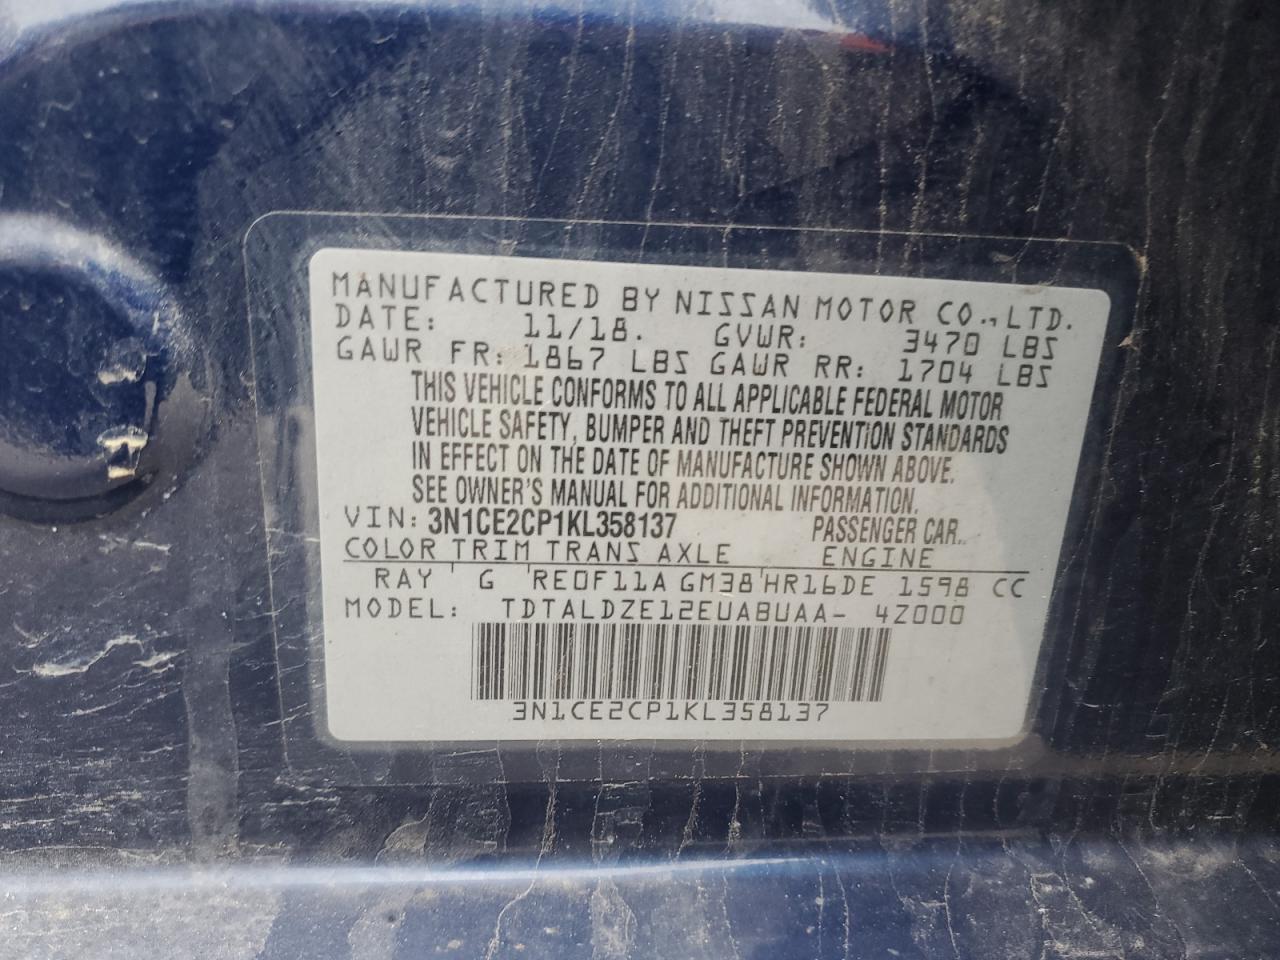 MANUFACTURED BY NISSAN MOTOR CO., LTD.
DATE: 11/18. GVWR: 3470 LBS
GAWR FR: 1867 LBS GAWR RR: 1704 LBS
THIS VEHICLE CONFORMS TO ALL APPLICABLE FEDERAL MOTOR
VEHICLE SAFETY, BUMPER AND THEFT PREVENTION STANDARDS
IN EFFECT ON THE DATE OF MANUFACTURE SHOWN ABOVE.
SEE OWNER'S MANUAL FOR ADDITIONAL INFORMATION.
VIN: 3N1CE2CP1KL358137 PASSENGER CAR.
COLOR TRIM TRANS AXLE ENGINE
RAY G RE0F11A GM38 HR16DE 1598 CC
MODEL: TDTALDZE12EUABUAA- 4Z000
3N1CE2CP1KL358137